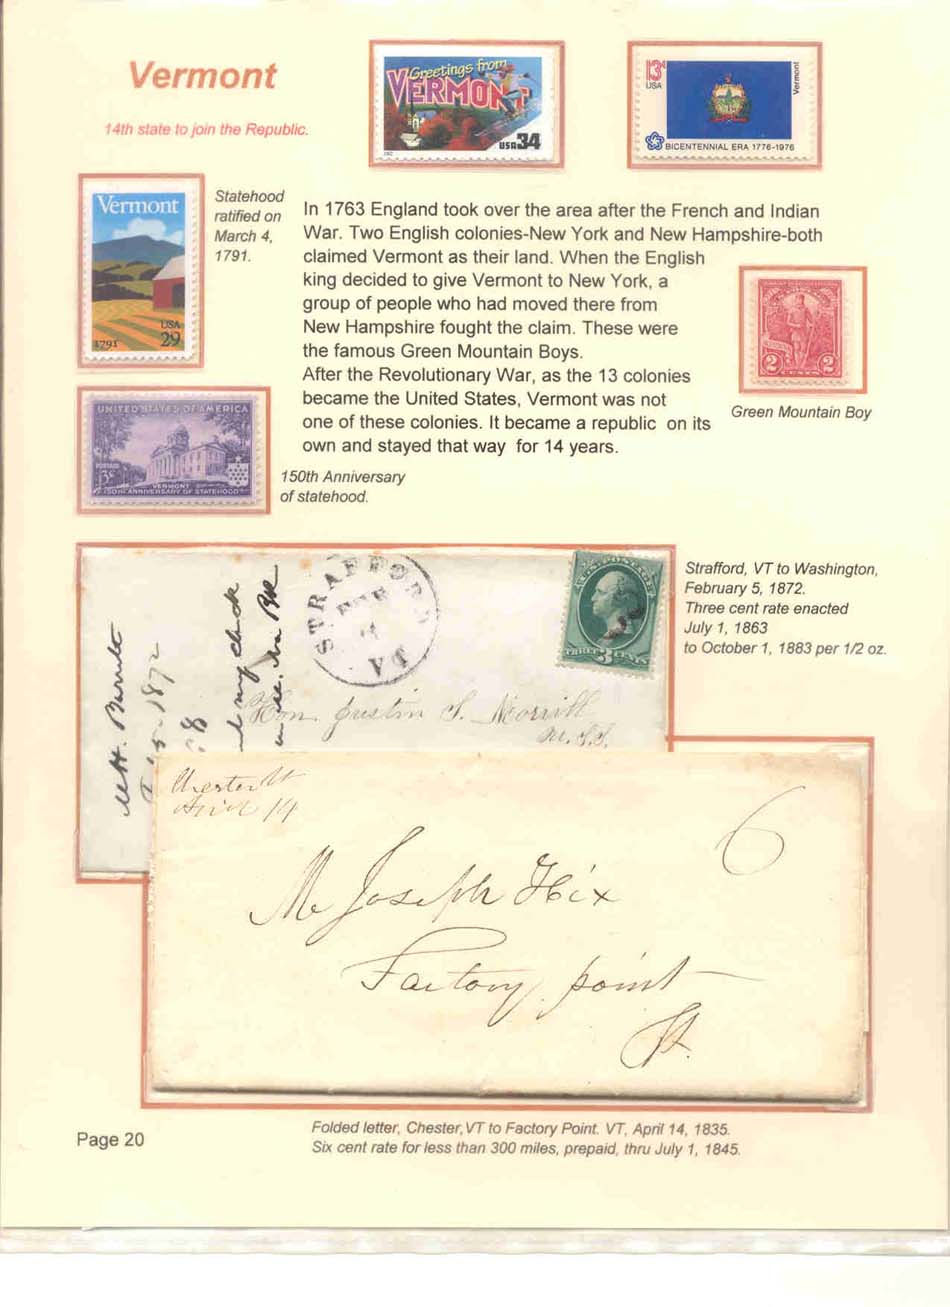 Vermont
14th state to join the Republic.
Greetings from
VERMONT
USA 34
13¢
USA
Vermont
BICENTENNIAL ERA 1776-1976
Vermont
USA
29
1791
Statehood
ratified on
March 4,
1791.
In 1763 England took over the area after the French and Indian
War. Two English colonies-New York and New Hampshire-both
claimed Vermont as their land. When the English
king decided to give Vermont to New York, a
group of people who had moved there from
New Hampshire fought the claim. These were
the famous Green Mountain Boys.
After the Revolutionary War, as the 13 colonies
became the United States, Vermont was not
one of these colonies. It became a republic on its
own and stayed that way for 14 years.
2 CENTS 2
Green Mountain Boy
UNITED STATES OF AMERICA
POSTAGE
3¢
VERMONT
150TH ANNIVERSARY OF STATEHOOD
150th Anniversary
of statehood.
STRAFFORD
FEB
VT
THREE 3 CENTS
Strafford, VT to Washington,
February 5, 1872.
Three cent rate enacted
July 1, 1863
to October 1, 1883 per 1/2 oz.
Hon. Justin S. Morrill
U.S.S.
Chester Vt
April 14
6
Mr Joseph Hix
Factory point
Vt.
Folded letter, Chester, VT to Factory Point. VT, April 14, 1835.
Six cent rate for less than 300 miles, prepaid, thru July 1, 1845.
Page 20